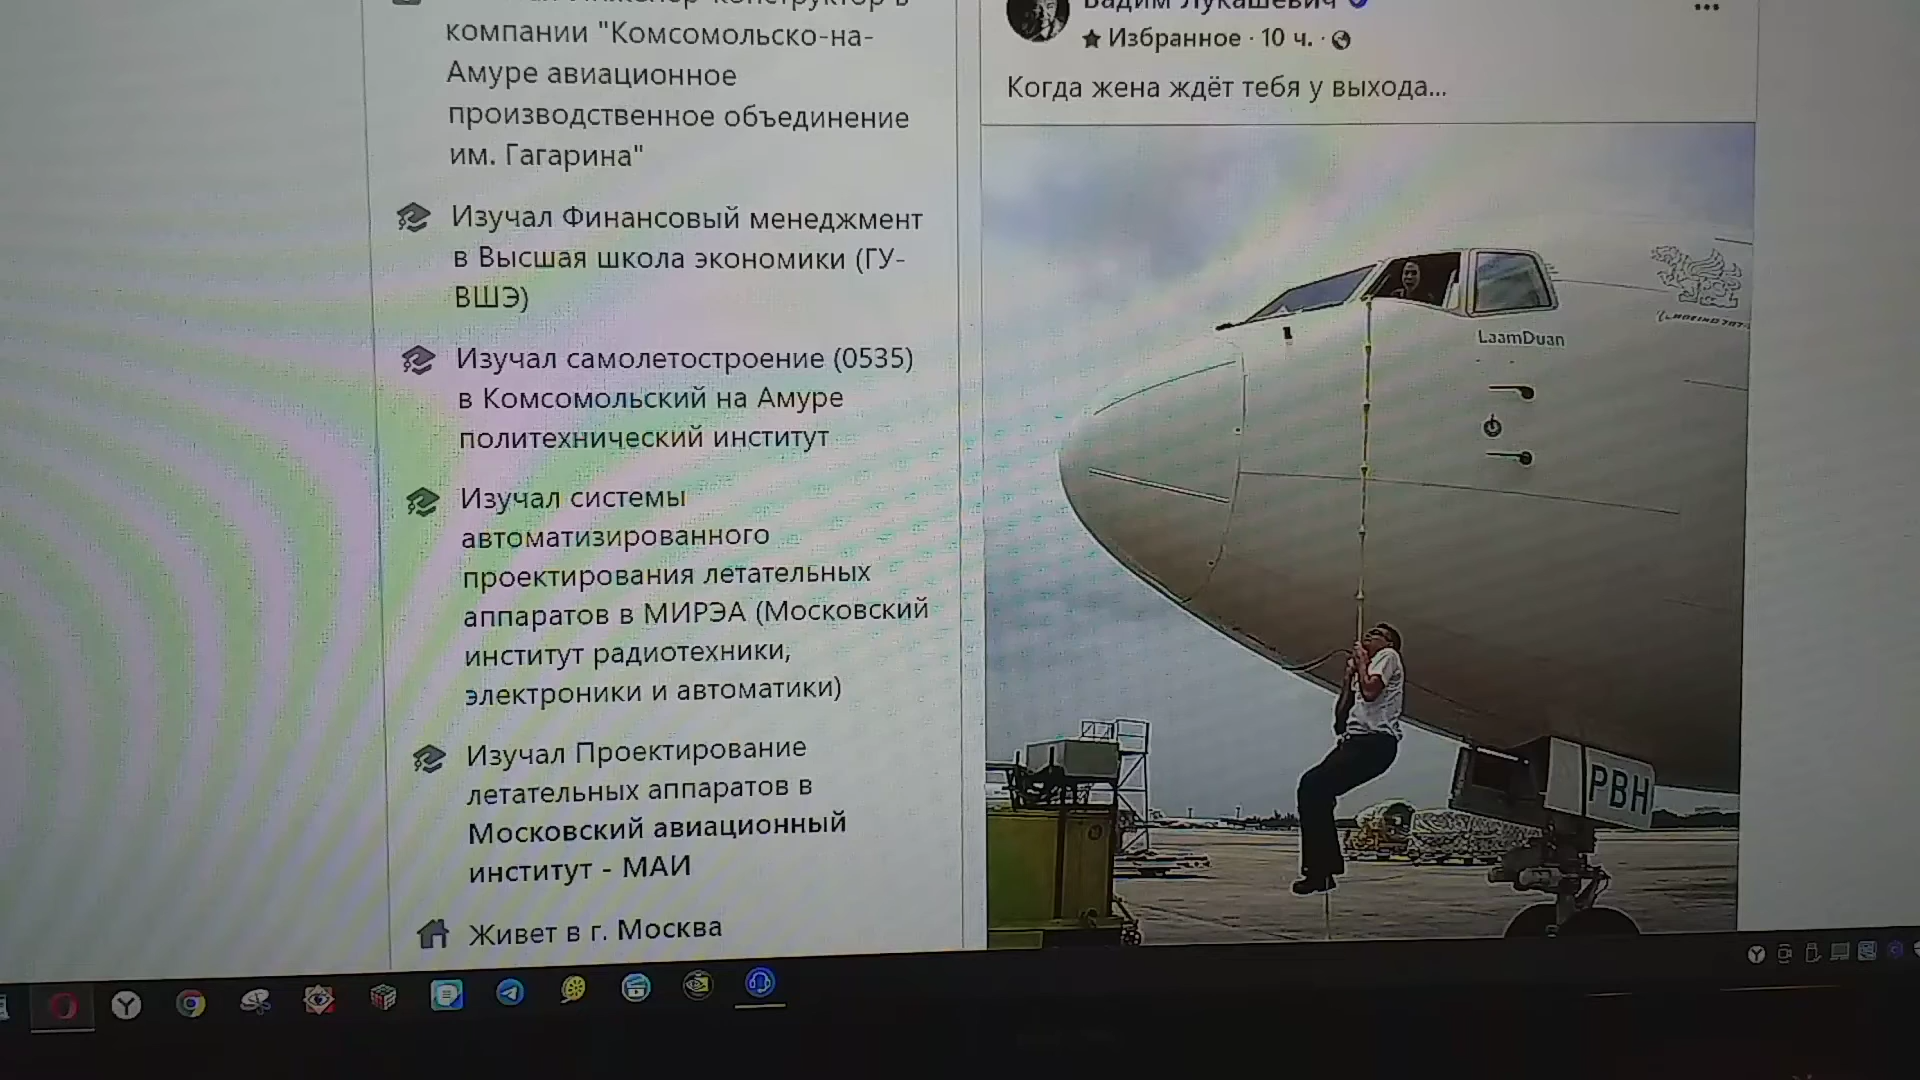 компании "Комсомольско-на-
Амуре авиационное
производственное объединение
им. Гагарина"
Изучал Финансовый менеджмент
в Высшая школа экономики (ГУ-
ВШЭ)
Изучал самолетостроение (0535)
в Комсомольский на Амуре
политехнический институт
Изучал системы
автоматизированного
проектирования летательных
аппаратов в МИРЭА (Московский
институт радиотехники,
электроники и автоматики)
Изучал Проектирование
летательных аппаратов в
Московский авиационный
институт - МАИ
Живет в г. Москва
Вадим Лукашевич
Избранное · 10 ч. ·
Когда жена ждёт тебя у выхода...
LaamDuan
PBH